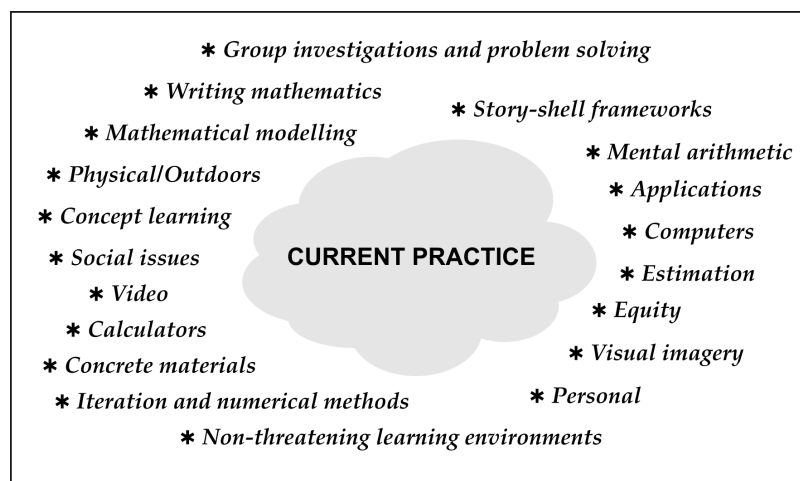 * Group investigations and problem solving
* Writing mathematics
* Story-shell frameworks
* Mathematical modelling
* Mental arithmetic
* Physical/Outdoors
* Applications
* Concept learning
* Computers
* Social issues
CURRENT PRACTICE
* Estimation
* Video
* Equity
* Calculators
* Visual imagery
* Concrete materials
* Personal
* Iteration and numerical methods
* Non-threatening learning environments